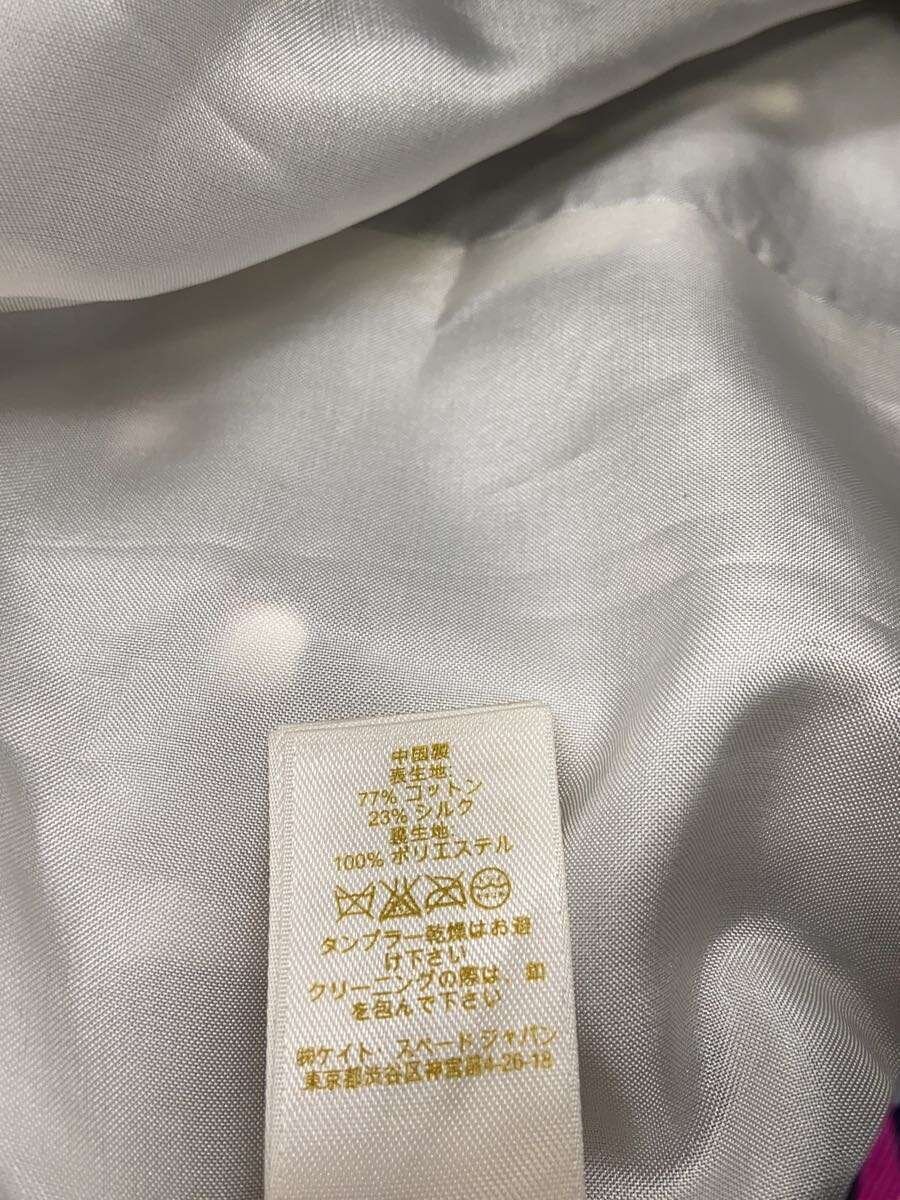 中国製
表生地:
77% コットン
23% シルク
裏生地:
100% ポリエステル
タンブラー乾燥はお避
け下さい
クリーニングの際は、釦
を包んで下さい
㈱ケイト、スペード ジャパン
東京都渋谷区神宮前4-26-18